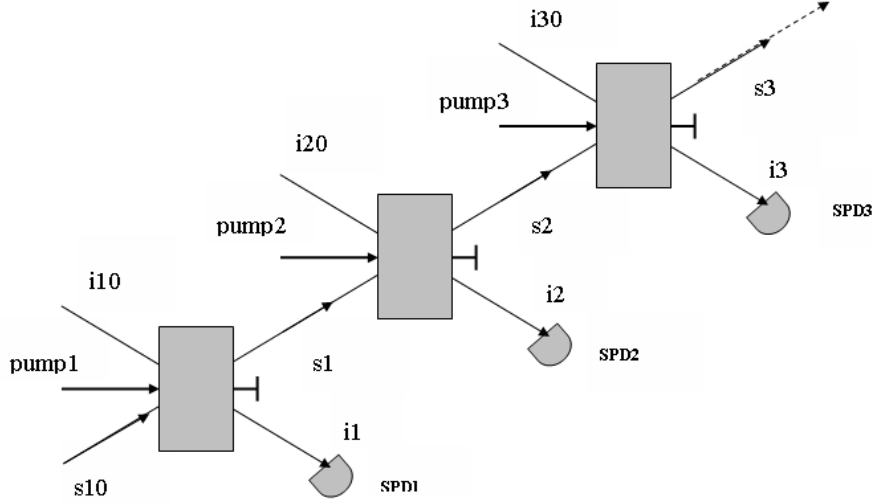 i30
s3
pump3
i20
i3
SPD3
pump2
s2
i10
i2
SPD2
pump1
s1
i1
s10
SPD1